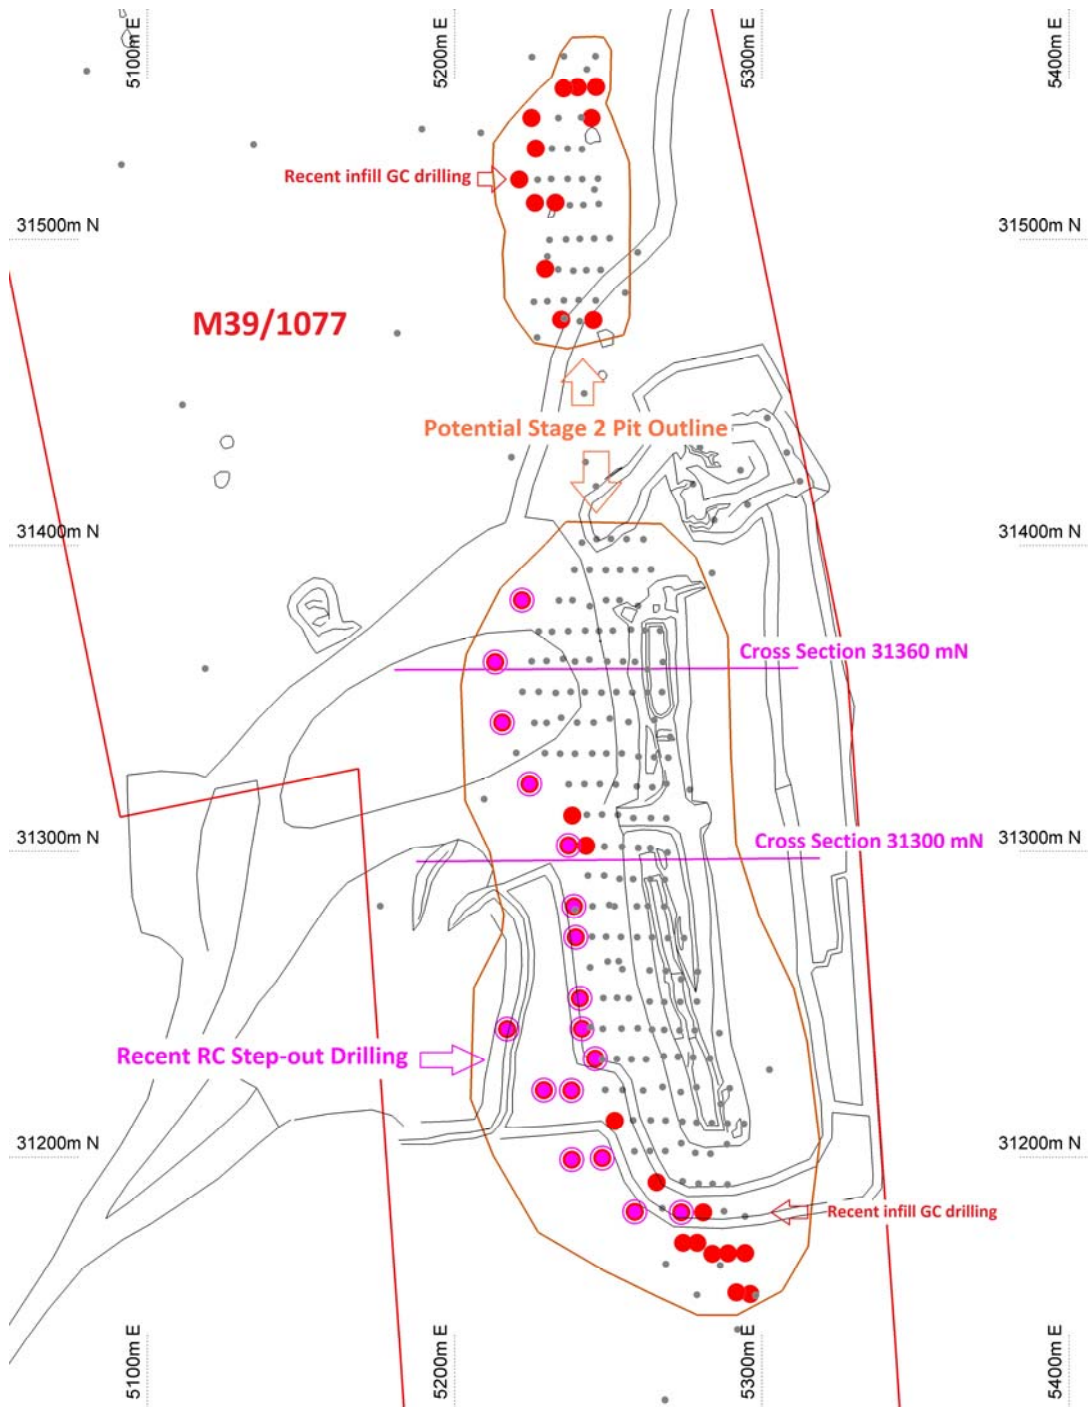 5100m E
5200m E
5300m E
5400m E
Recent infill GC drilling
31500m N
31500m N
M39/1077
Potential Stage 2 Pit Outline
31400m N
31400m N
Cross Section 31360 mN
31300m N
Cross Section 31300 mN
31300m N
Recent RC Step-out Drilling
31200m N
31200m N
Recent infill GC drilling
5100m E
5200m E
5300m E
5400m E